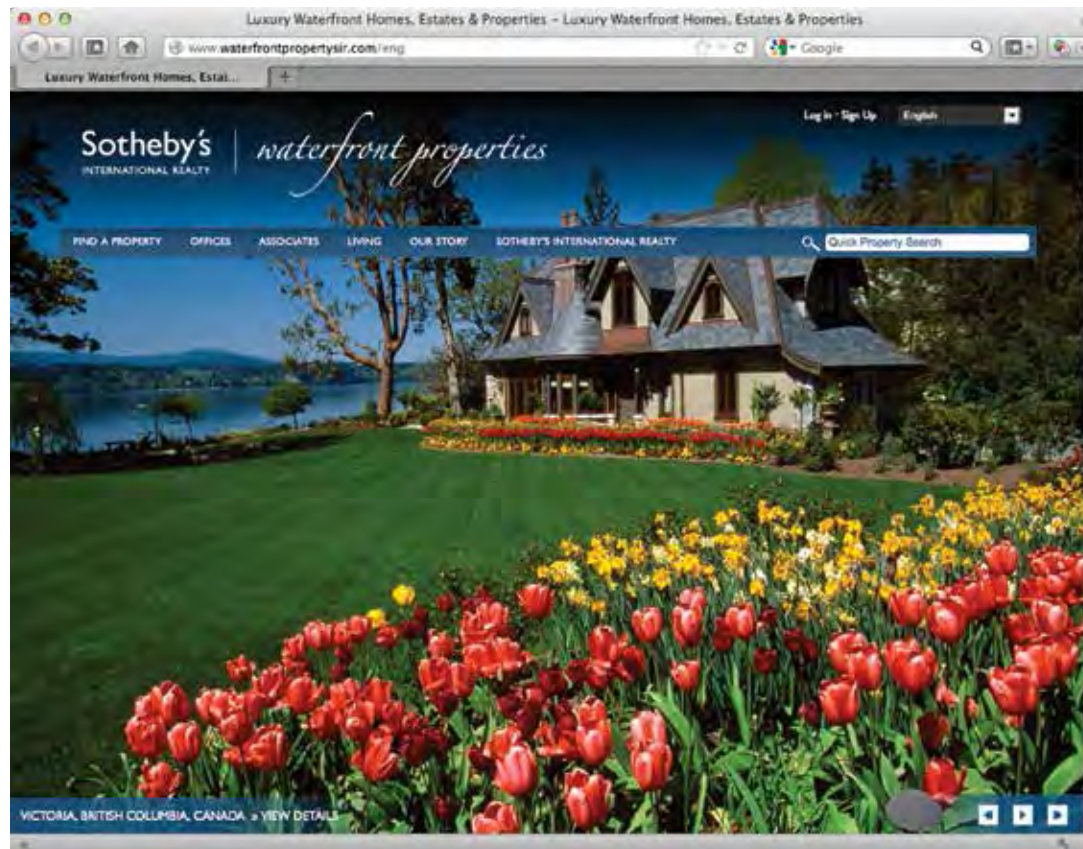 Luxury Waterfront Homes, Estates & Properties – Luxury Waterfront Homes, Estates & Properties
www.waterfrontpropertysir.com/eng
Google
Luxury Waterfront Homes, Estat...
Log in · Sign Up English
Sotheby's waterfront properties
INTERNATIONAL REALTY
FIND A PROPERTY OFFICES ASSOCIATES LIVING OUR STORY SOTHEBY'S INTERNATIONAL REALTY Quick Property Search
VICTORIA, BRITISH COLUMBIA, CANADA » VIEW DETAILS